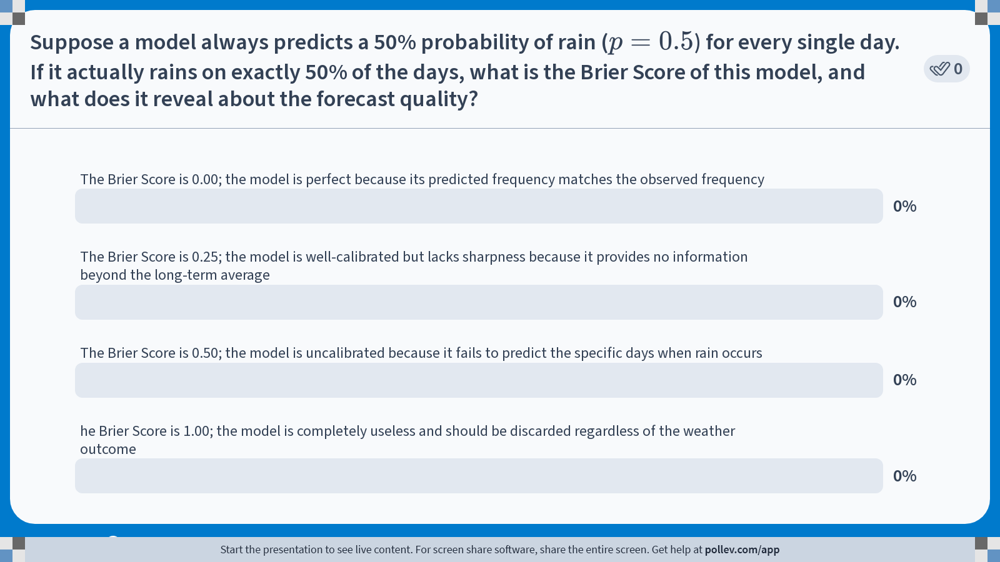 Suppose a model always predicts a 50% probability of rain (p = 0.5) for every single day.
If it actually rains on exactly 50% of the days, what is the Brier Score of this model, and
what does it reveal about the forecast quality?
0
The Brier Score is 0.00; the model is perfect because its predicted frequency matches the observed frequency
0%
The Brier Score is 0.25; the model is well-calibrated but lacks sharpness because it provides no information
beyond the long-term average
0%
The Brier Score is 0.50; the model is uncalibrated because it fails to predict the specific days when rain occurs
0%
he Brier Score is 1.00; the model is completely useless and should be discarded regardless of the weather
outcome
0%
Start the presentation to see live content. For screen share software, share the entire screen. Get help at pollev.com/app